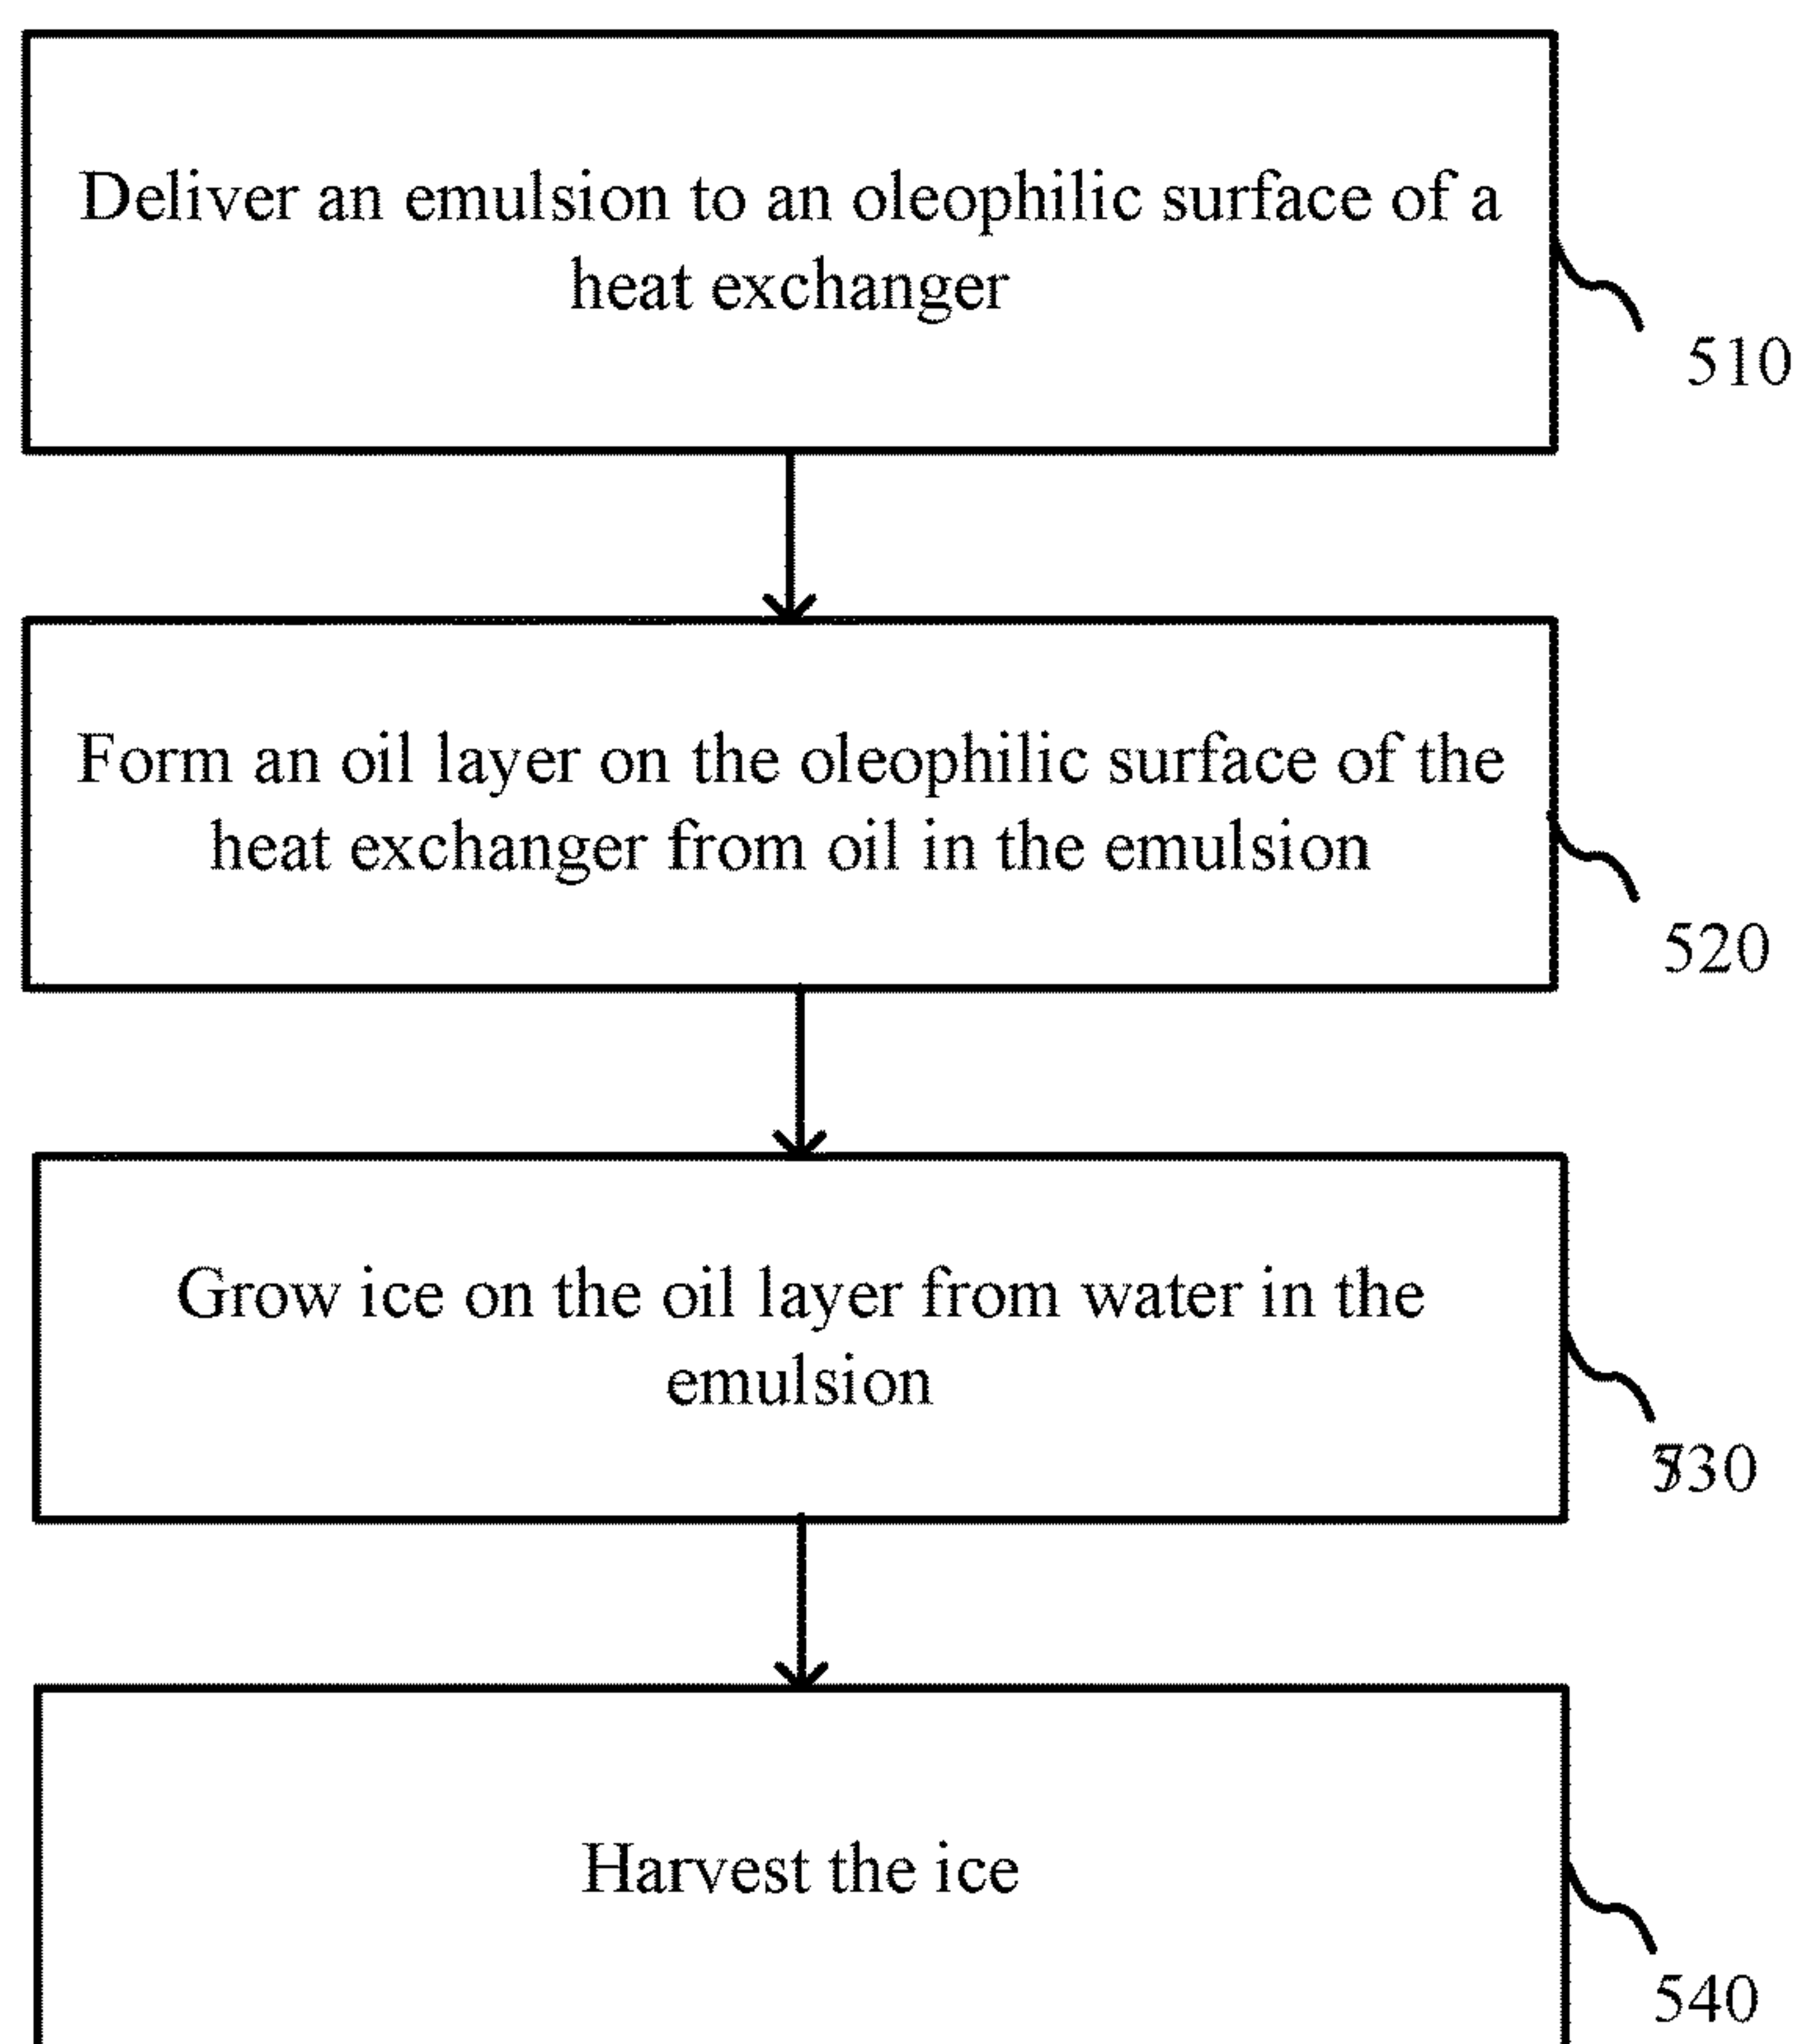 Deliver an emulsion to an oleophilic surface of a
heat exchanger
510
Form an oil layer on the oleophilic surface of the
heat exchanger from oil in the emulsion
520
Grow ice on the oil layer from water in the
emulsion
Harvest the ice
540